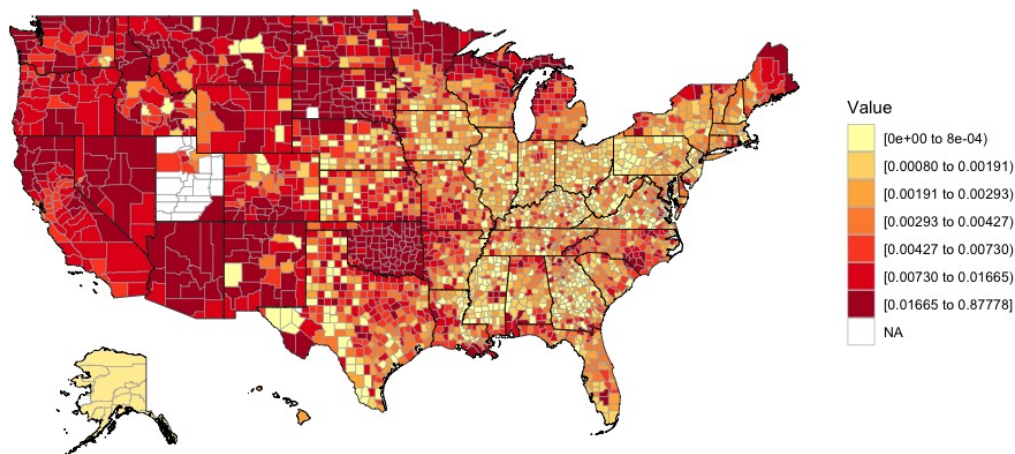 Value
[0e+00 to 8e-04)
[0.00080 to 0.00191)
[0.00191 to 0.00293)
[0.00293 to 0.00427)
[0.00427 to 0.00730)
[0.00730 to 0.01665)
[0.01665 to 0.87778]
NA